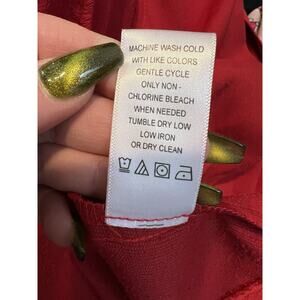 MACHINE WASH COLD
WITH LIKE COLORS
GENTLE CYCLE
ONLY NON -
CHLORINE BLEACH
WHEN NEEDED
TUMBLE DRY LOW
LOW IRON
OR DRY CLEAN